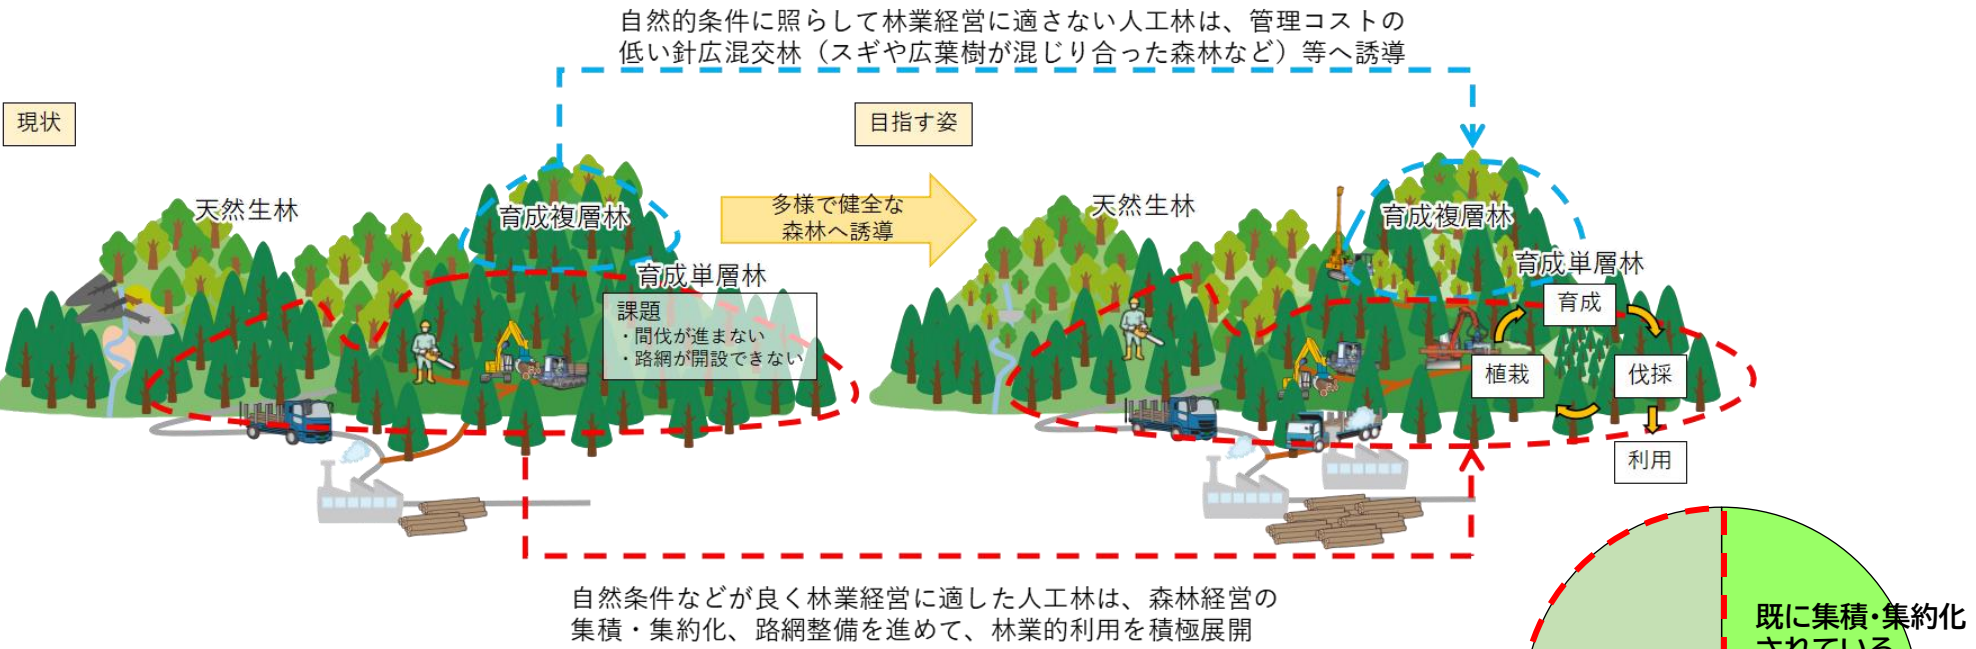 自然的条件に照らして林業経営に適さない人工林は、管理コストの
低い針広混交林（スギや広葉樹が混じり合った森林など）等へ誘導
現状
天然生林
育成複層林
育成単層林
課題
・間伐が進まない
・路網が開設できない
多様で健全な
森林へ誘導
目指す姿
天然生林
育成複層林
育成単層林
育成
植栽
伐採
利用
自然条件などが良く林業経営に適した人工林は、森林経営の
集積・集約化、路網整備を進めて、林業的利用を積極展開
既に集積・集約化
されている